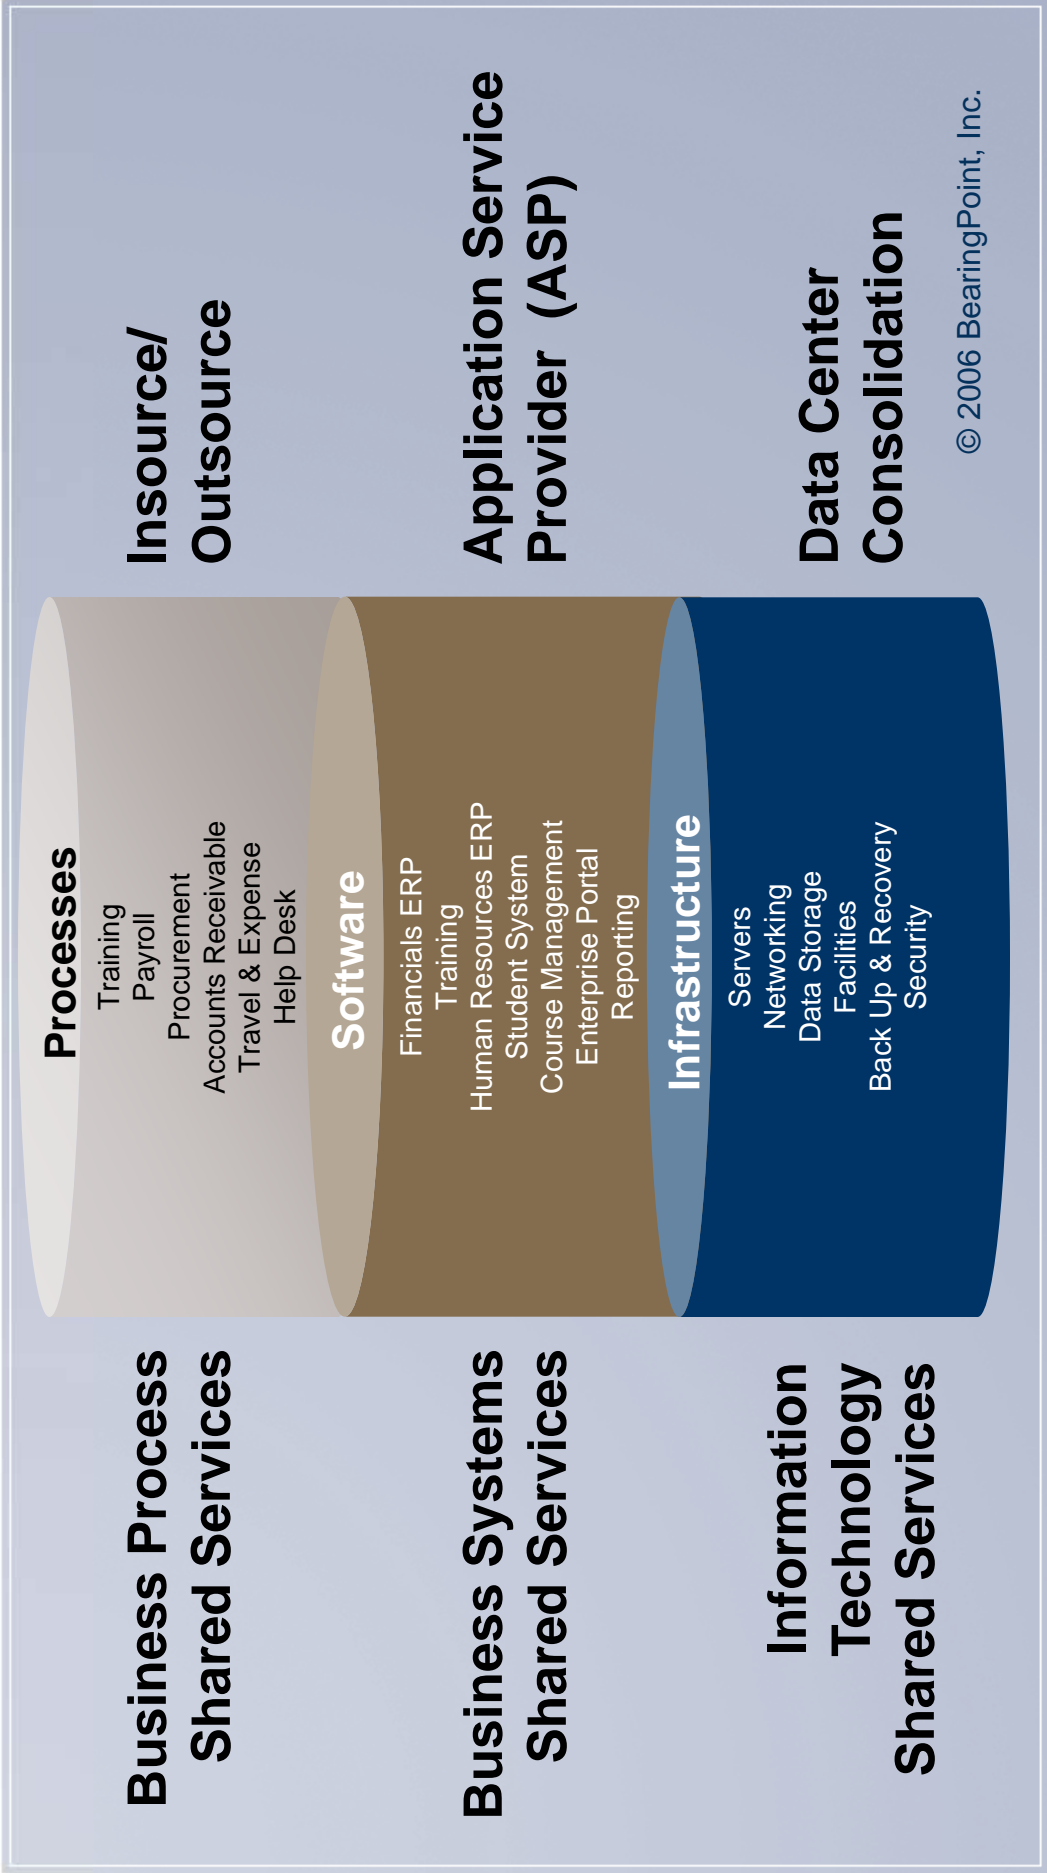 Business Process
Shared Services
Processes
Training
Payroll
Procurement
Accounts Receivable
Travel & Expense
Help Desk
Insource/
Outsource
Business Systems
Shared Services
Software
Financials ERP
Training
Human Resources ERP
Student System
Course Management
Enterprise Portal
Reporting
Application Service
Provider (ASP)
Information
Technology
Shared Services
Infrastructure
Servers
Networking
Data Storage
Facilities
Back Up & Recovery
Security
Data Center
Consolidation
© 2006 BearingPoint, Inc.